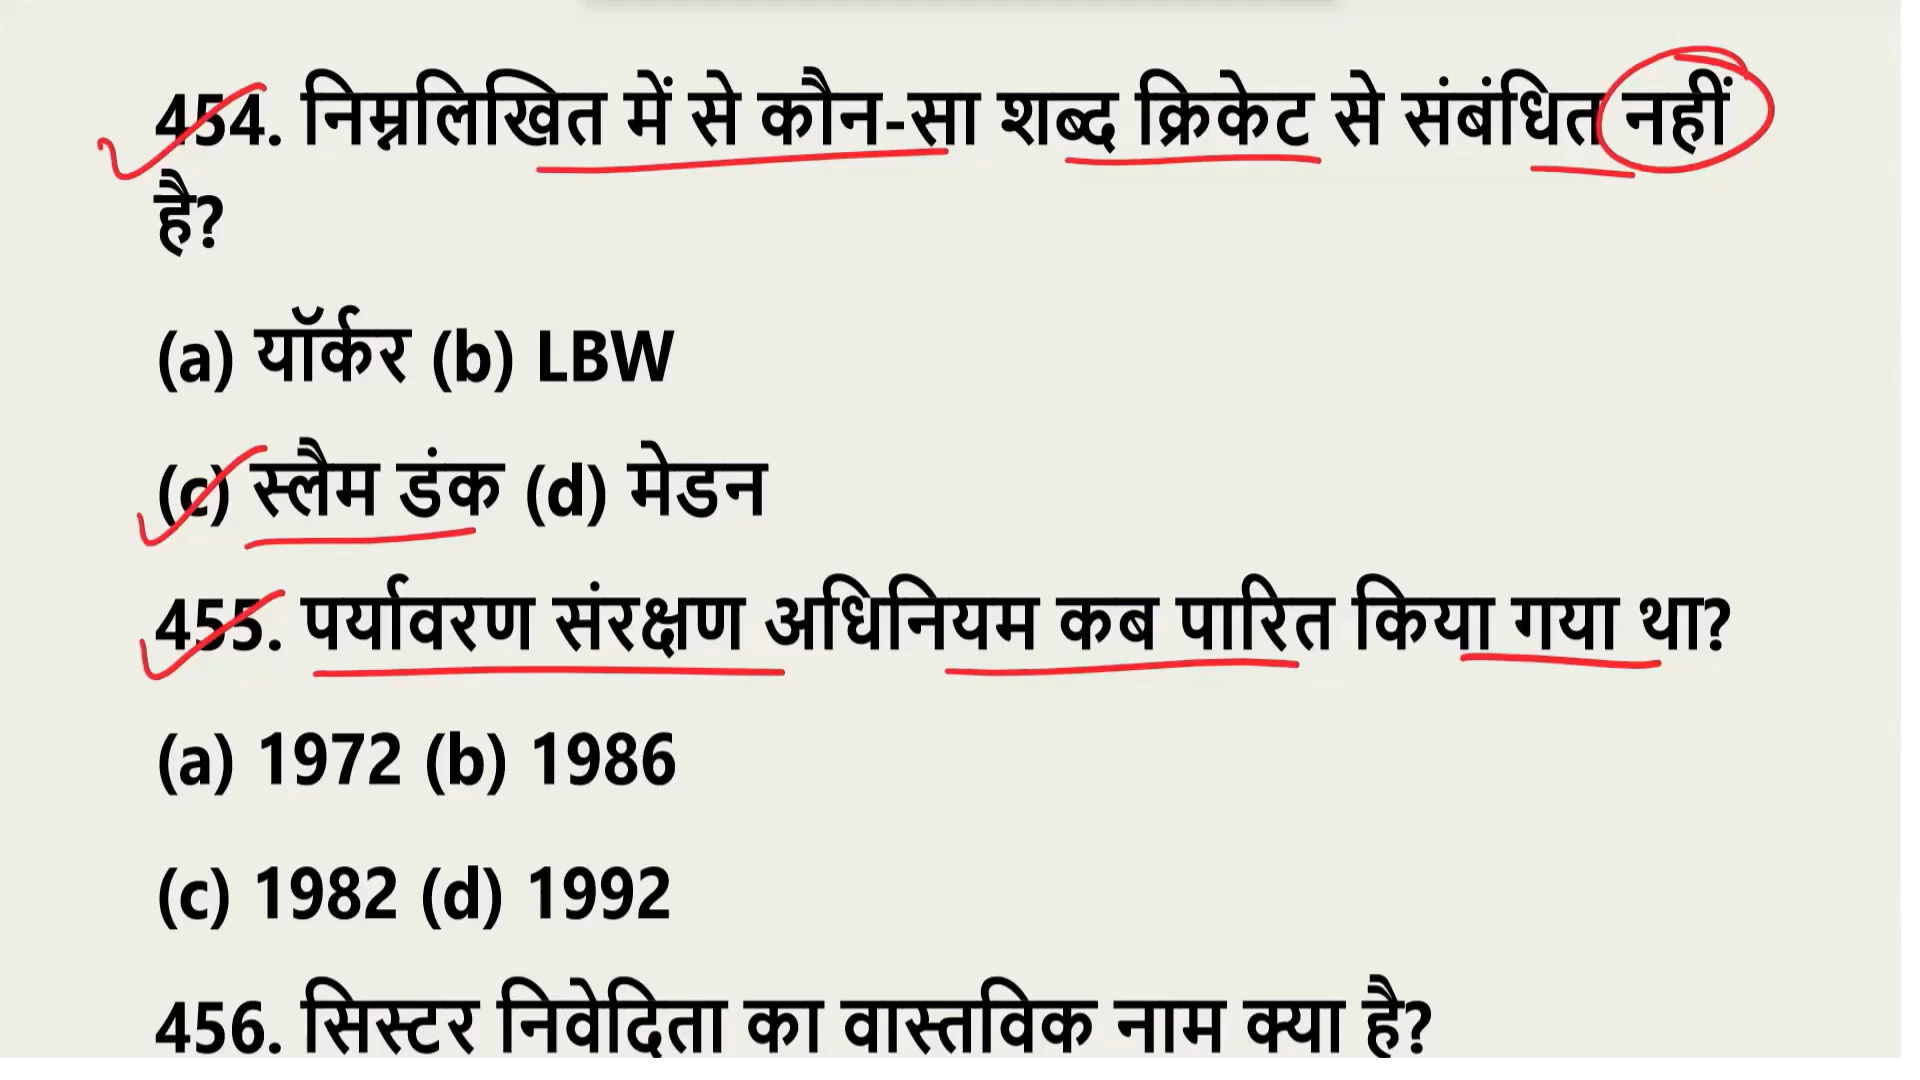 454. निम्नलिखित में से कौन-सा शब्द क्रिकेट से संबंधित नहीं
है?
(a) यॉर्कर (b) LBW
(c) स्लैम डंक (d) मेडन
455. पर्यावरण संरक्षण अधिनियम कब पारित किया गया था?
(a) 1972 (b) 1986
(c) 1982 (d) 1992
456. सिस्टर निवेदिता का वास्तविक नाम क्या है?